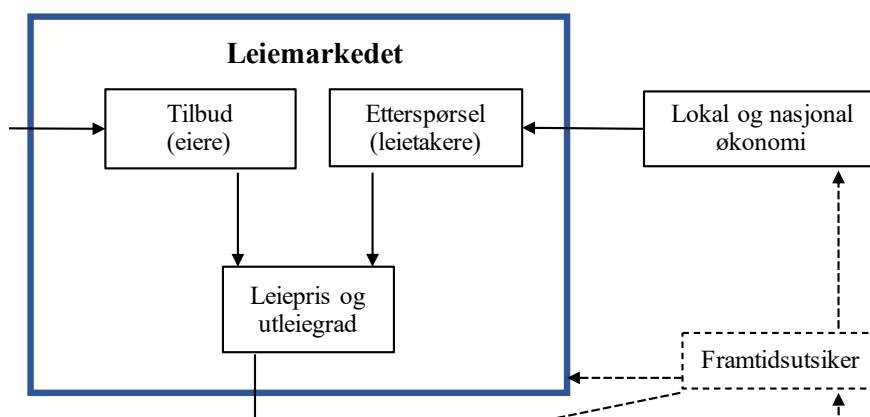 Leiemarkedet
Tilbud
(eiere)
Etterspørsel
(leietakere)
Lokal og nasjonal
økonomi
Leiepris og
utleiegrad
Framtidsutsiker